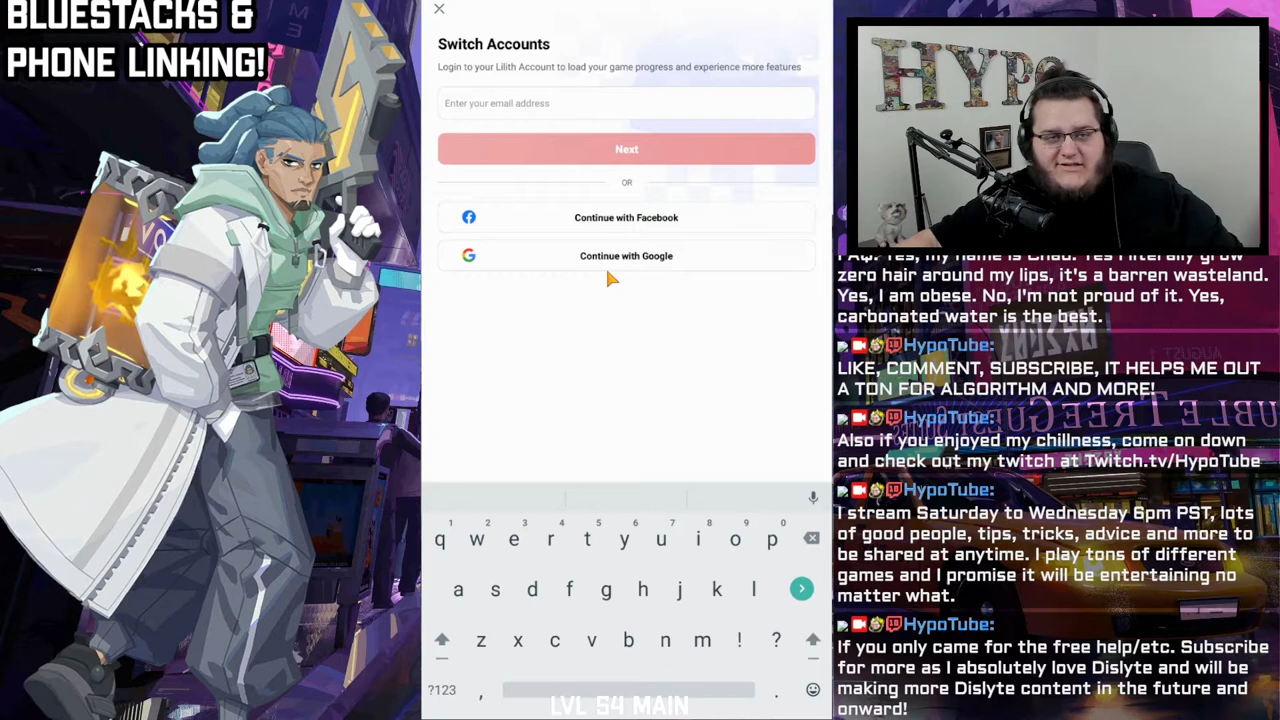 BLUESTACKS &
PHONE LINKING!
Switch Accounts
Login to your Lilith Account to load your game progress and experience more features
Enter your email address
Next
OR
Continue with Facebook
Continue with Google
1 2 3 4 5 6 7 8 9 0
q w e r t y u i o p
a s d f g h j k l
z x c v b n m ! ?
?123 , .
LVL 54 MAIN
HYPO
FAQ: Yes, my name is Chad. Yes I literally grow
zero hair around my lips, it's a barren wasteland.
Yes, I am obese. No, I'm not proud of it. Yes,
carbonated water is the best.
HypoTube:
LIKE, COMMENT, SUBSCRIBE, IT HELPS ME OUT
A TON FOR ALGORITHM AND MORE!
HypoTube:
Also if you enjoyed my chillness, come on down
and check out my twitch at Twitch.tv/HypoTube
HypoTube:
I stream Saturday to Wednesday 6pm PST, lots
of good people, tips, tricks, advice and more to
be shared at anytime. I play tons of different
games and I promise it will be entertaining no
matter what.
HypoTube:
If you only came for the free help/etc. Subscribe
for more as I absolutely love Dislyte and will be
making more Dislyte content in the future and
onward!